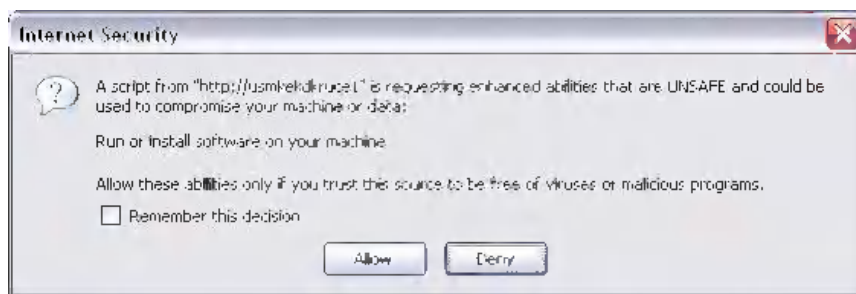 Internet Security
A script from "http://usmkekdkruge1" is requesting enhanced abilities that are UNSAFE and could be
used to compromise your machine or data:
Run or install software on your machine
Allow these abilities only if you trust this source to be free of viruses or malicious programs.
Remember this decision
Allow
Deny